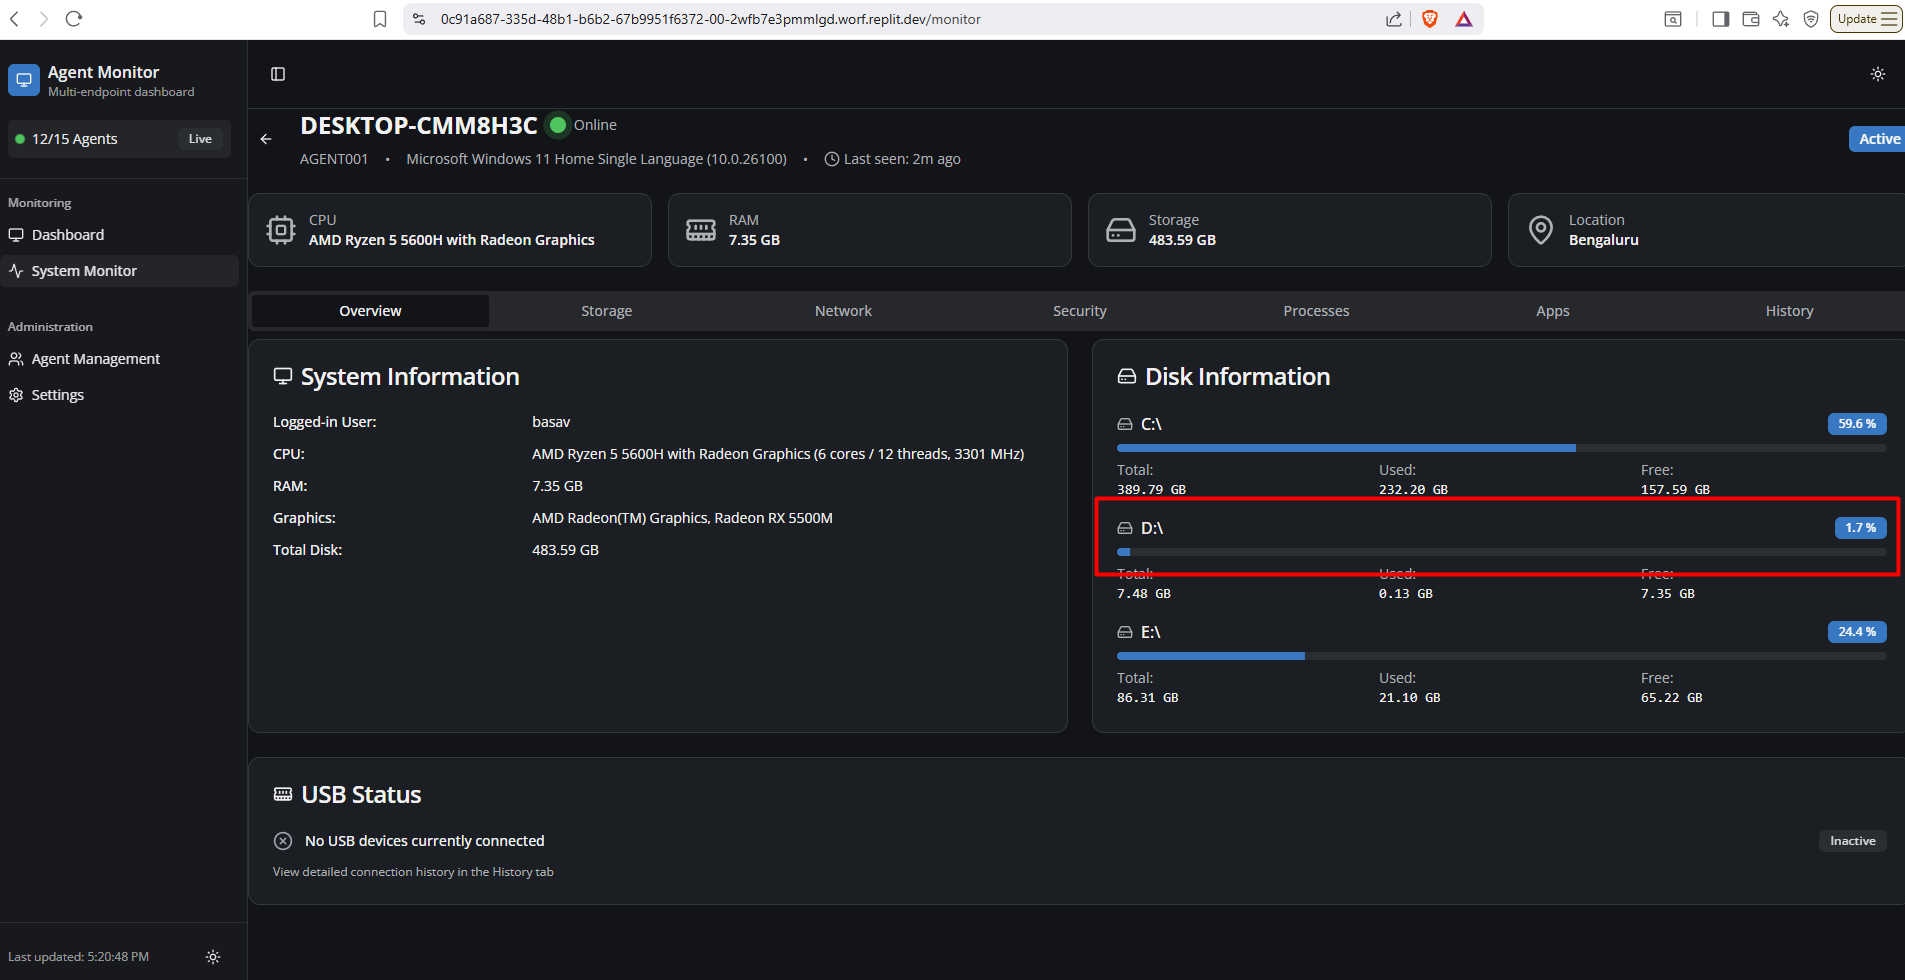 0c91a687-335d-48b1-b6b2-67b9951f6372-00-2wfb7e3pmmlgd.worf.replit.dev/monitor
Update
Agent Monitor
Multi-endpoint dashboard
12/15 Agents
Live
Monitoring
Dashboard
System Monitor
Administration
Agent Management
Settings
Last updated: 5:20:48 PM
DESKTOP-CMM8H3C
Online
AGENT001 • Microsoft Windows 11 Home Single Language (10.0.26100) • Last seen: 2m ago
Active
CPU
AMD Ryzen 5 5600H with Radeon Graphics
RAM
7.35 GB
Storage
483.59 GB
Location
Bengaluru
Overview Storage Network Security Processes Apps History
System Information
Logged-in User: basav
CPU: AMD Ryzen 5 5600H with Radeon Graphics (6 cores / 12 threads, 3301 MHz)
RAM: 7.35 GB
Graphics: AMD Radeon(TM) Graphics, Radeon RX 5500M
Total Disk: 483.59 GB
Disk Information
C:\ 59.6 %
Total: Used: Free:
389.79 GB 232.20 GB 157.59 GB
D:\ 1.7 %
Total: Used: Free:
7.48 GB 0.13 GB 7.35 GB
E:\ 24.4 %
Total: Used: Free:
86.31 GB 21.10 GB 65.22 GB
USB Status
No USB devices currently connected
Inactive
View detailed connection history in the History tab